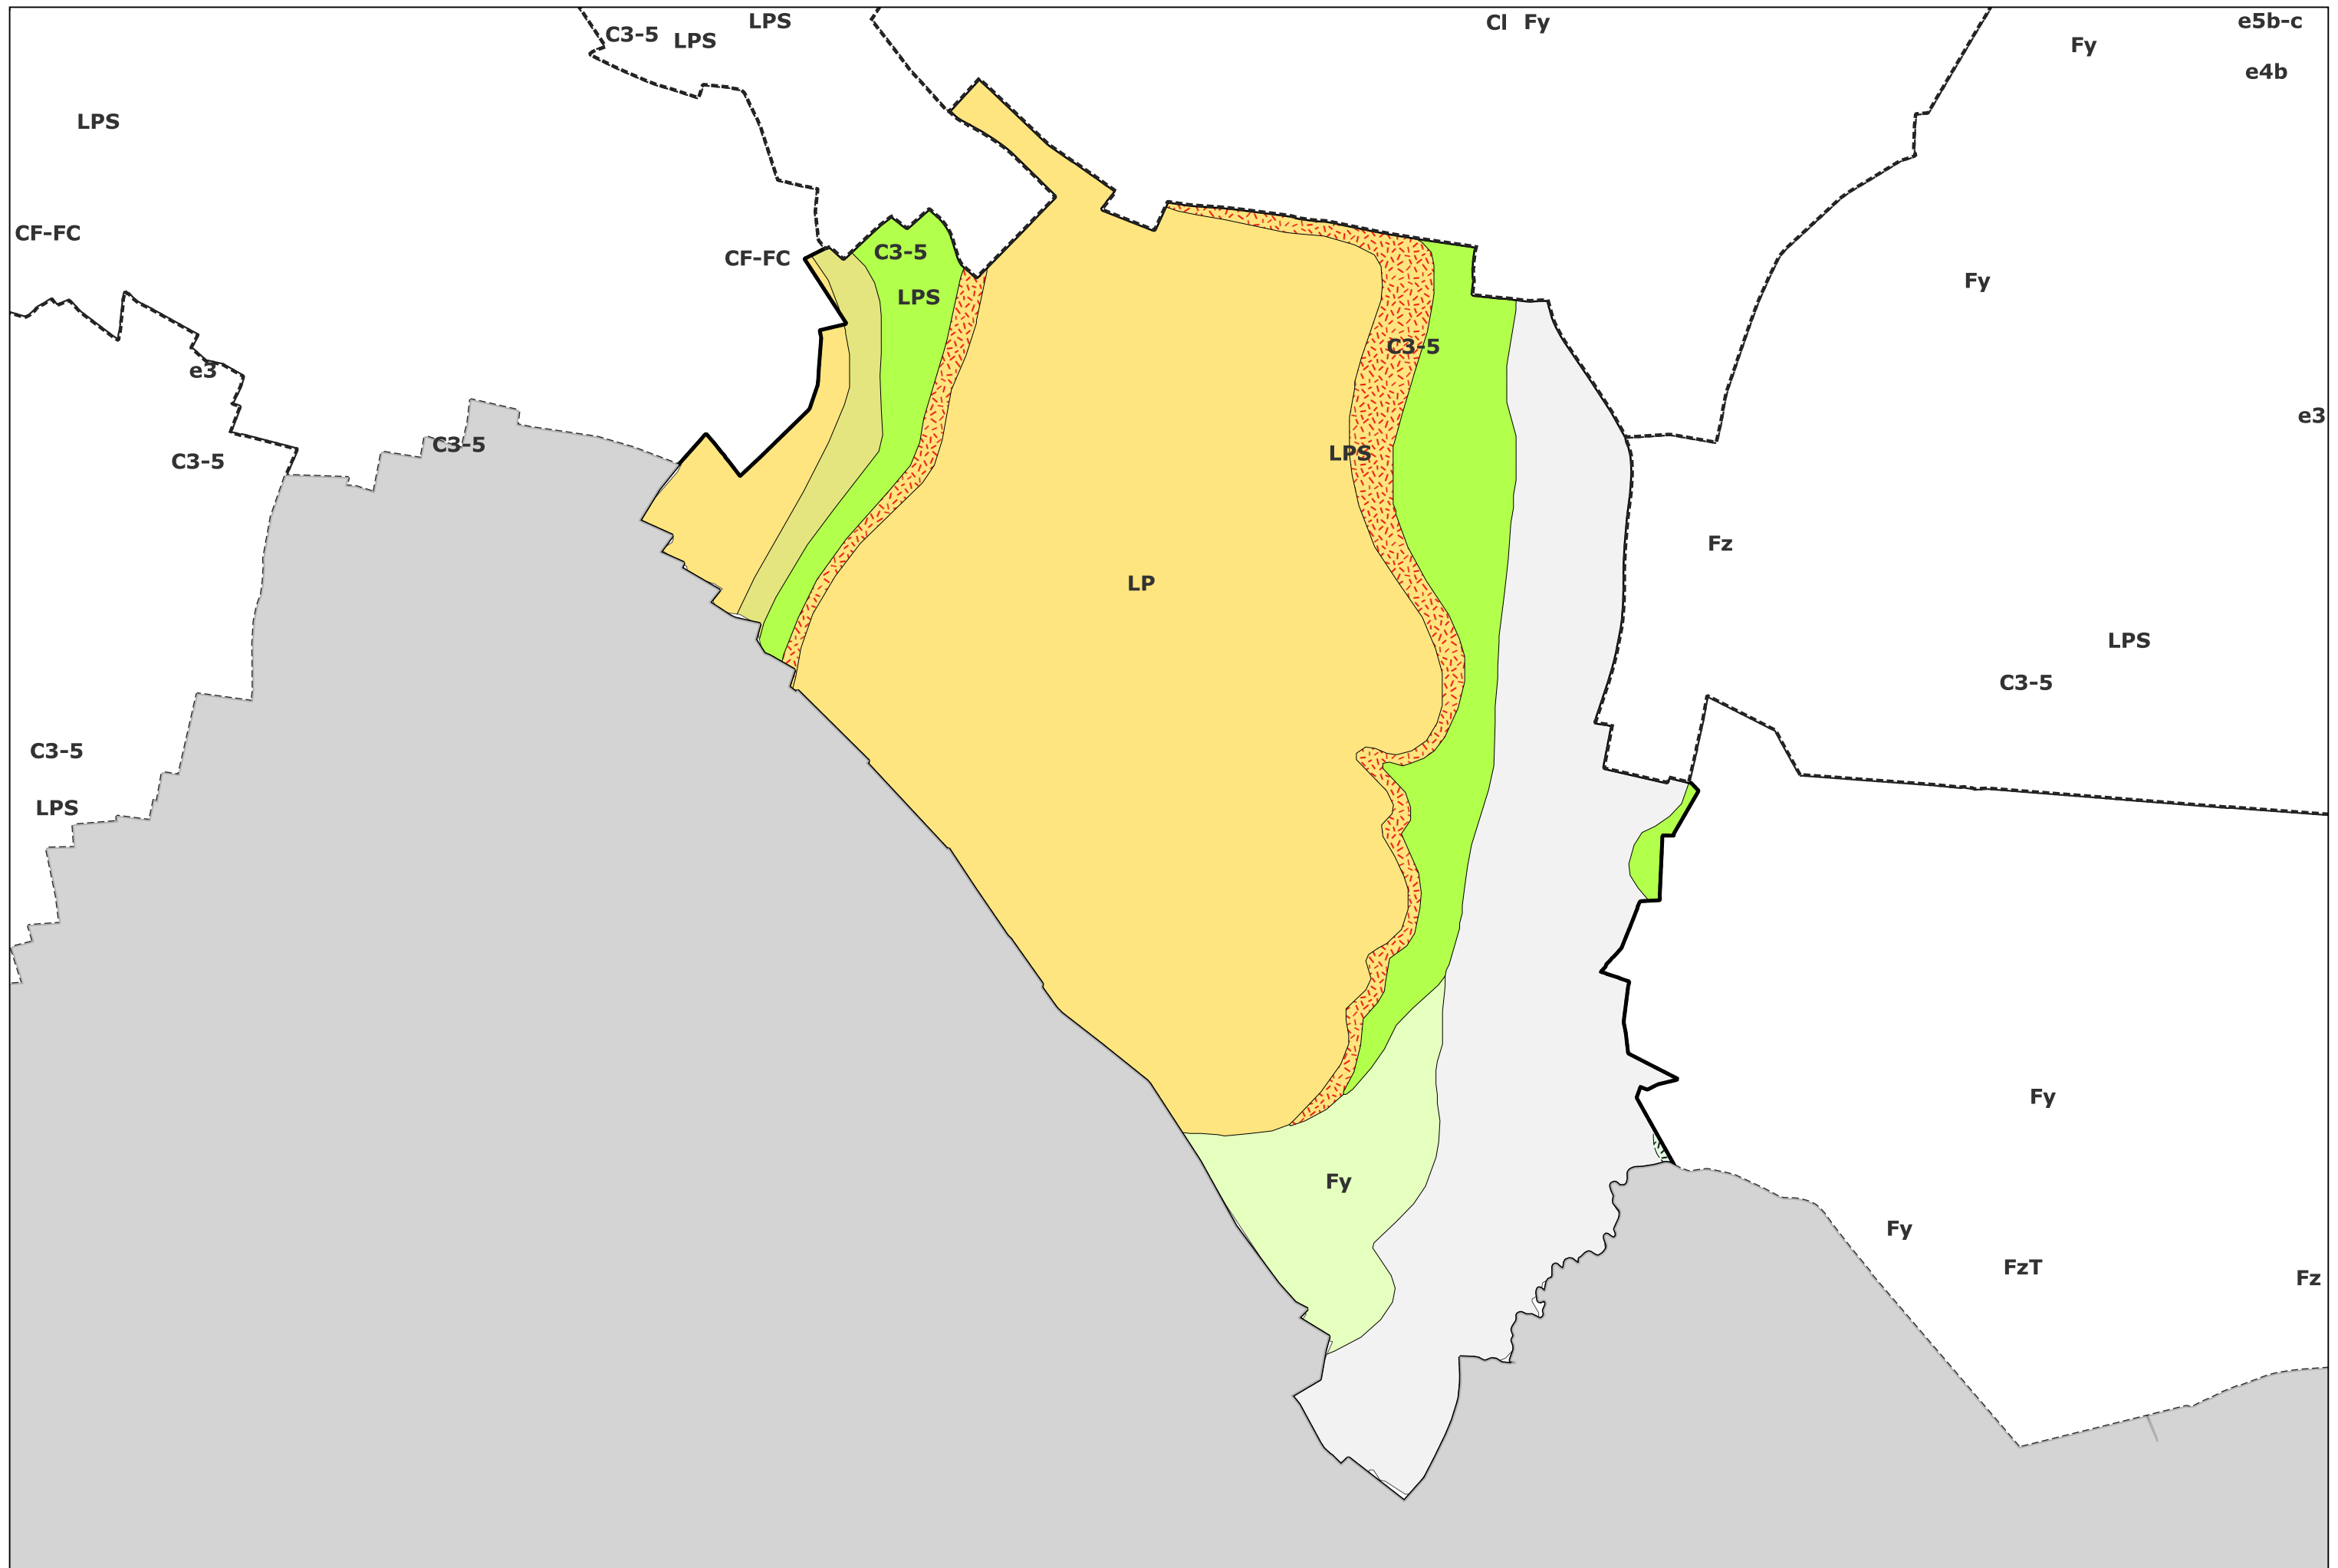 LPS
Cl Fy
e5b-c
C3-5 LPS
Fy
e4b
LPS
CF-FC
C3-5
CF-FC
Fy
LPS
C3-5
e3
e3
C3-5
LPS
C3-5
Fz
LP
LPS
C3-5
C3-5
LPS
Fy
Fy
Fy
FzT
Fz